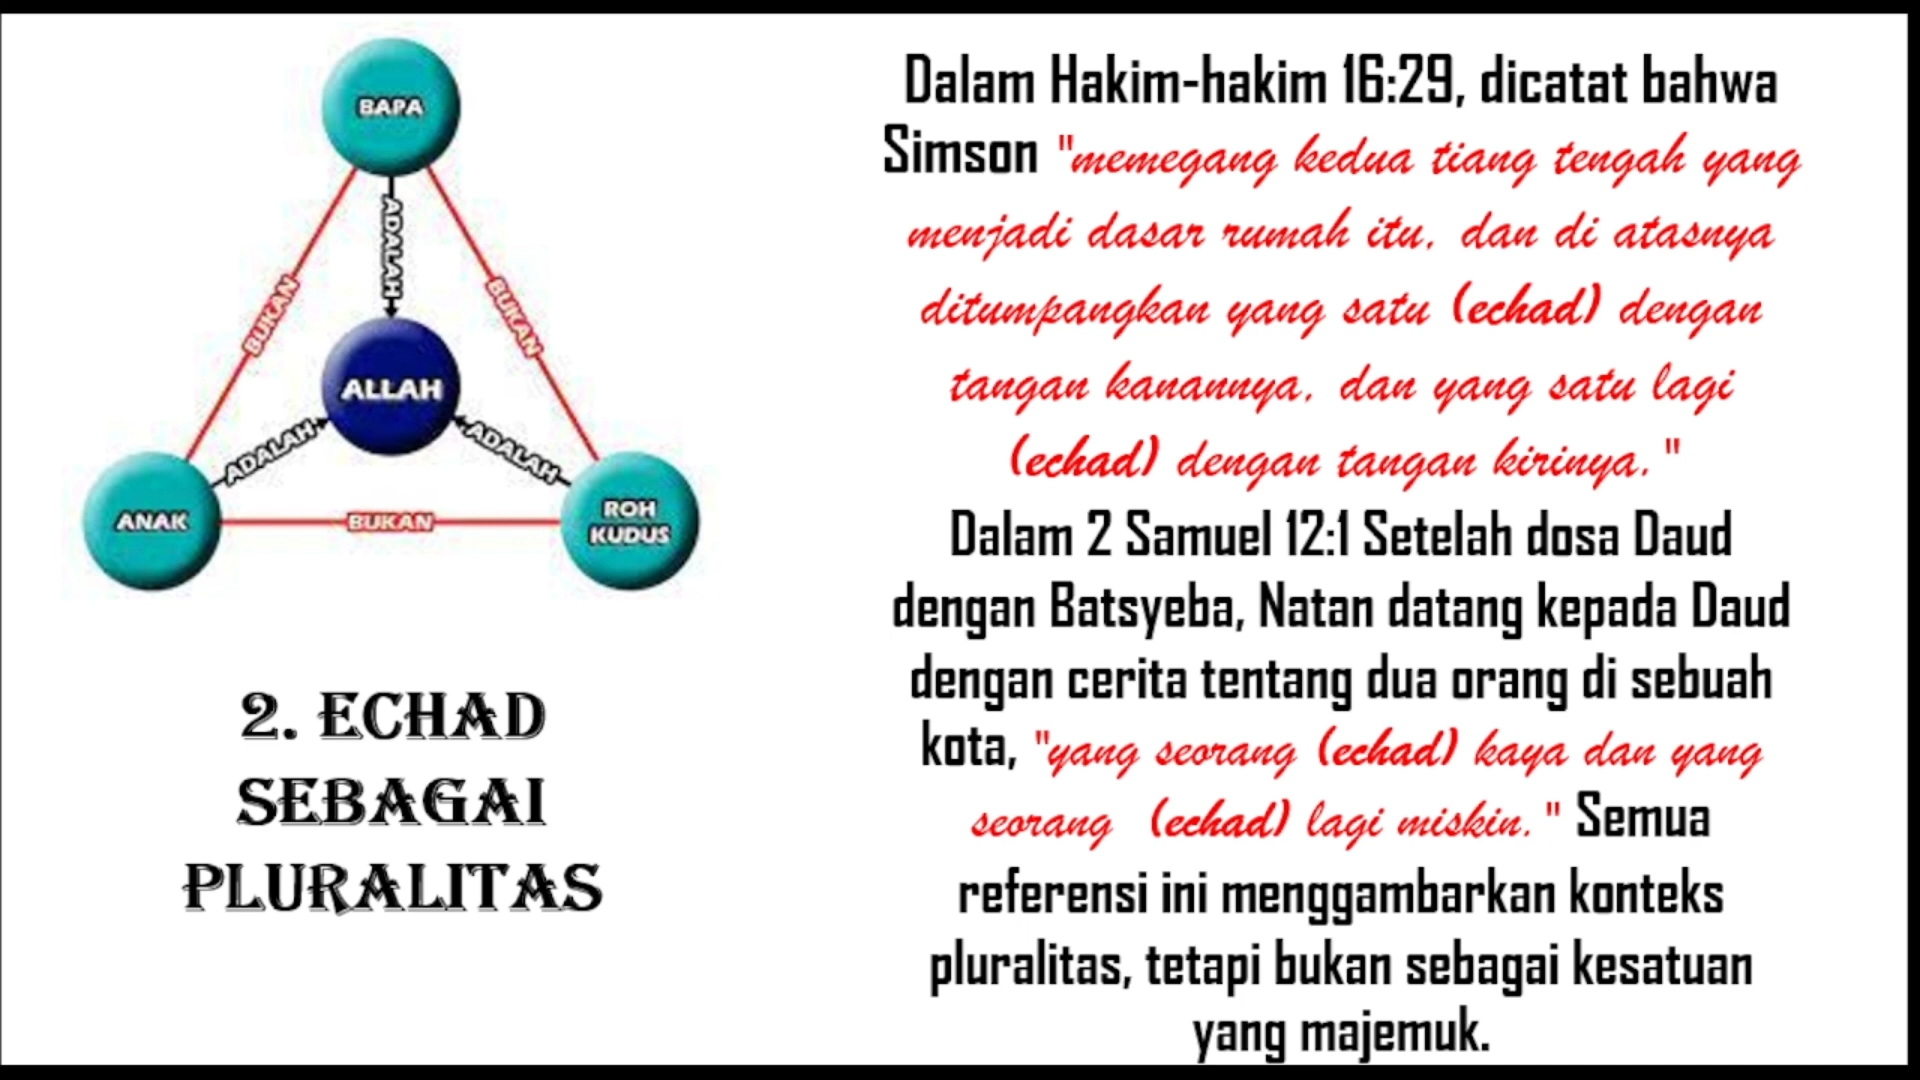 BAPA
ADALAH
BUKAN
BUKAN
ALLAH
ADALAH
ADALAH
ANAK
BUKAN
ROH
KUDUS
2. ECHAD
SEBAGAI
PLURALITAS
Dalam Hakim-hakim 16:29, dicatat bahwa
Simson "memegang kedua tiang tengah yang
menjadi dasar rumah itu, dan di atasnya
ditumpangkan yang satu (echad) dengan
tangan kanannya, dan yang satu lagi
(echad) dengan tangan kirinya."
Dalam 2 Samuel 12:1 Setelah dosa Daud
dengan Batsyeba, Natan datang kepada Daud
dengan cerita tentang dua orang di sebuah
kota, "yang seorang (echad) kaya dan yang
seorang (echad) lagi miskin." Semua
referensi ini menggambarkan konteks
pluralitas, tetapi bukan sebagai kesatuan
yang majemuk.